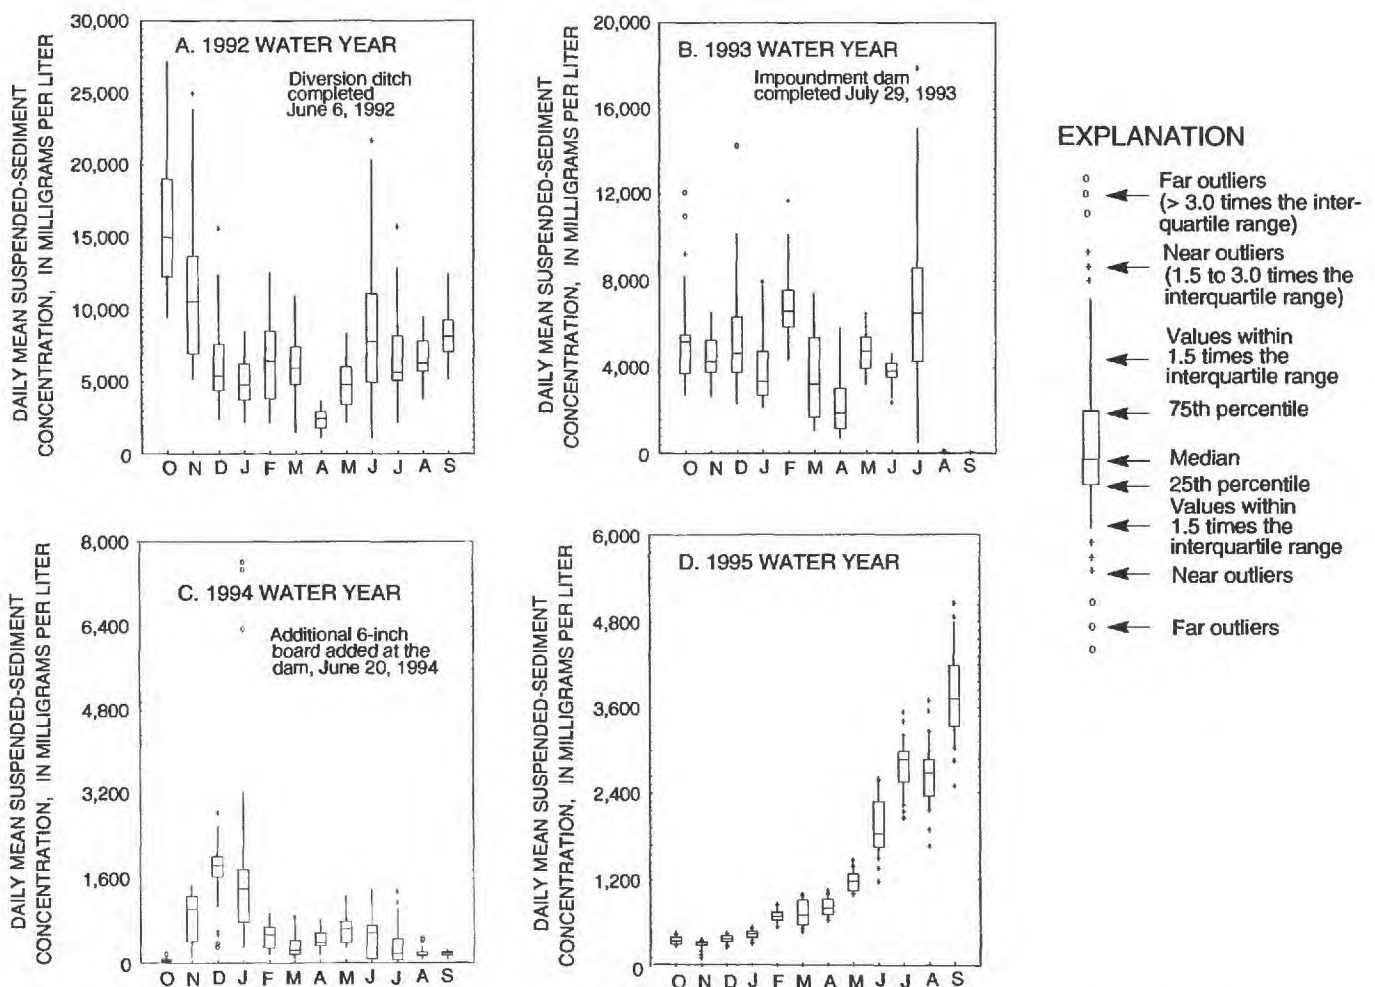 DAILY MEAN SUSPENDED-SEDIMENT
CONCENTRATION, IN MILLIGRAMS PER LITER
30,000
25,000
20,000
15,000
10,000
5,000
0
A. 1992 WATER YEAR
Diversion ditch
completed
June 6, 1992
O N D J F M A M J J A S
DAILY MEAN SUSPENDED-SEDIMENT
CONCENTRATION, IN MILLIGRAMS PER LITER
20,000
16,000
12,000
8,000
4,000
0
B. 1993 WATER YEAR
Impoundment dam
completed July 29, 1993
O N D J F M A M J J A S
EXPLANATION
Far outliers
(> 3.0 times the inter-
quartile range)
Near outliers
(1.5 to 3.0 times the
interquartile range)
Values within
1.5 times the
interquartile range
75th percentile
Median
25th percentile
Values within
1.5 times the
interquartile range
Near outliers
Far outliers
DAILY MEAN SUSPENDED-SEDIMENT
CONCENTRATION, IN MILLIGRAMS PER LITER
8,000
6,400
4,800
3,200
1,600
0
C. 1994 WATER YEAR
Additional 6-inch
board added at the
dam, June 20, 1994
O N D J F M A M J J A S
DAILY MEAN SUSPENDED-SEDIMENT
CONCENTRATION, IN MILLIGRAMS PER LITER
6,000
4,800
3,600
2,400
1,200
0
D. 1995 WATER YEAR
O N D J F M A M J J A S